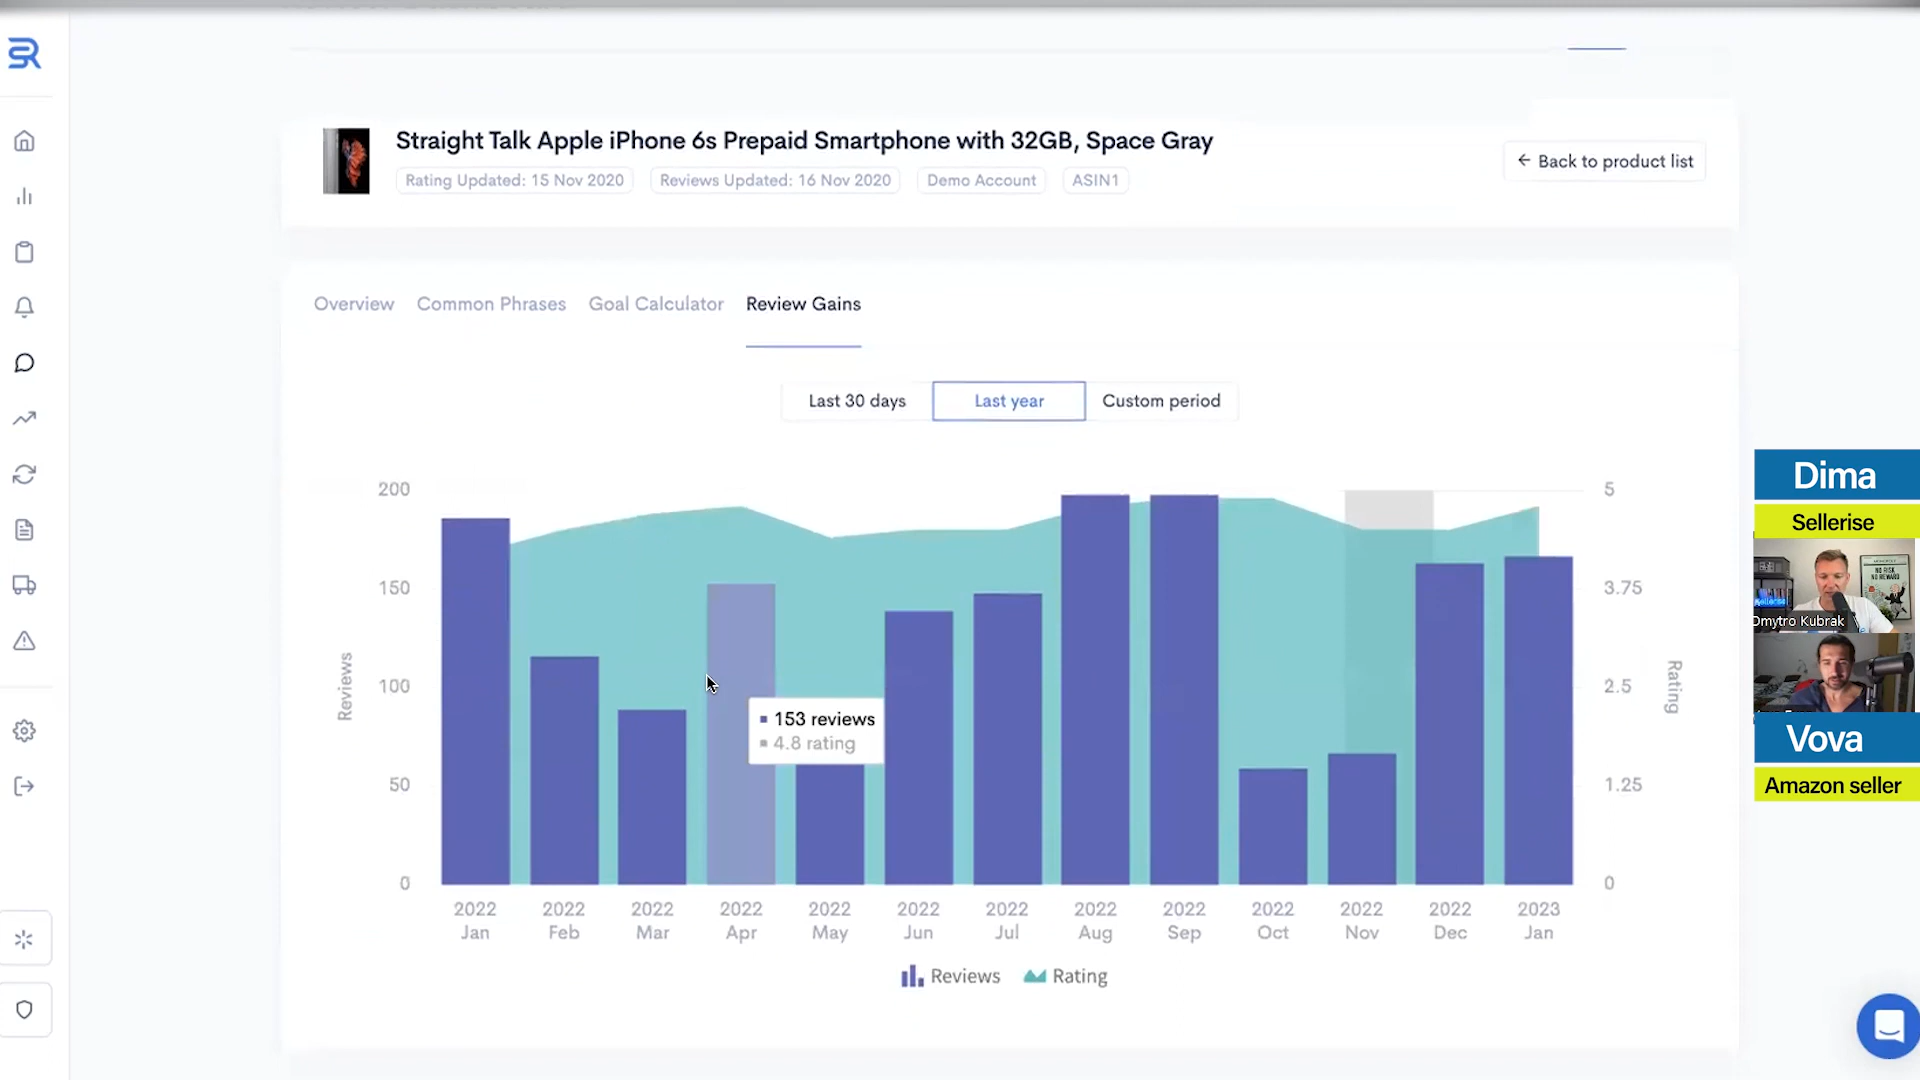 SR
Straight Talk Apple iPhone 6s Prepaid Smartphone with 32GB, Space Gray
Rating Updated: 15 Nov 2020
Reviews Updated: 16 Nov 2020
Demo Account
ASIN1
← Back to product list
Overview
Common Phrases
Goal Calculator
Review Gains
Last 30 days
Last year
Custom period
200
150
100
50
0
Reviews
5
3.75
2.5
1.25
0
Rating
153 reviews
4.8 rating
2022 Jan
2022 Feb
2022 Mar
2022 Apr
2022 May
2022 Jun
2022 Jul
2022 Aug
2022 Sep
2022 Oct
2022 Nov
2022 Dec
2023 Jan
Reviews
Rating
Dima
Sellerise
NO RISK
NO REWARD
Dmytro Kubrak
Vova
Amazon seller